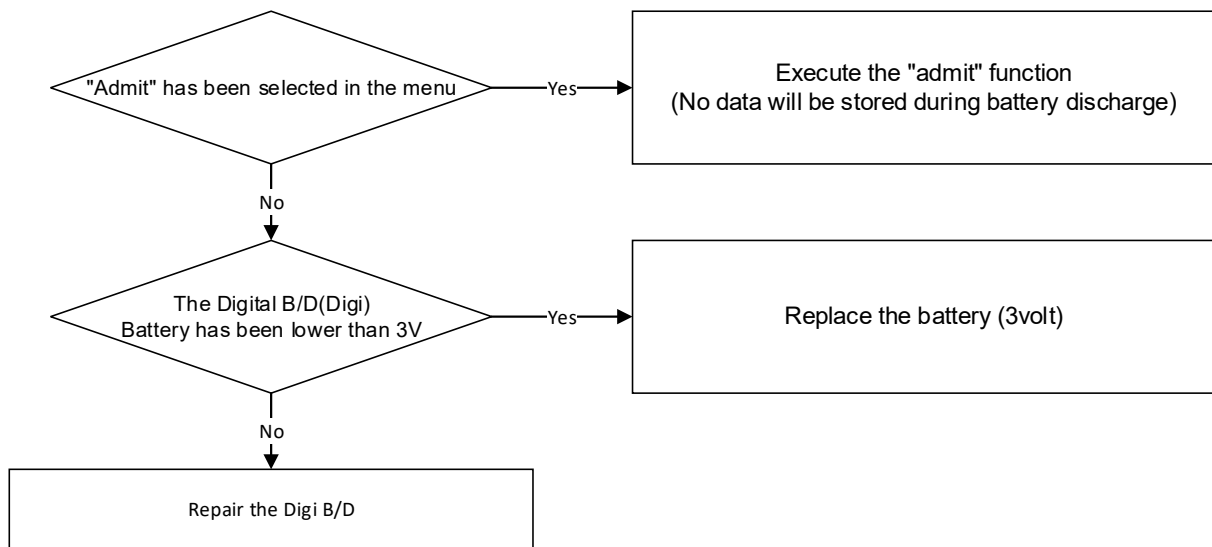 "Admit" has been selected in the menu
Yes
Execute the "admit" function
(No data will be stored during battery discharge)
No
The Digital B/D(Digi)
Battery has been lower than 3V
Yes
Replace the battery (3volt)
No
Repair the Digi B/D